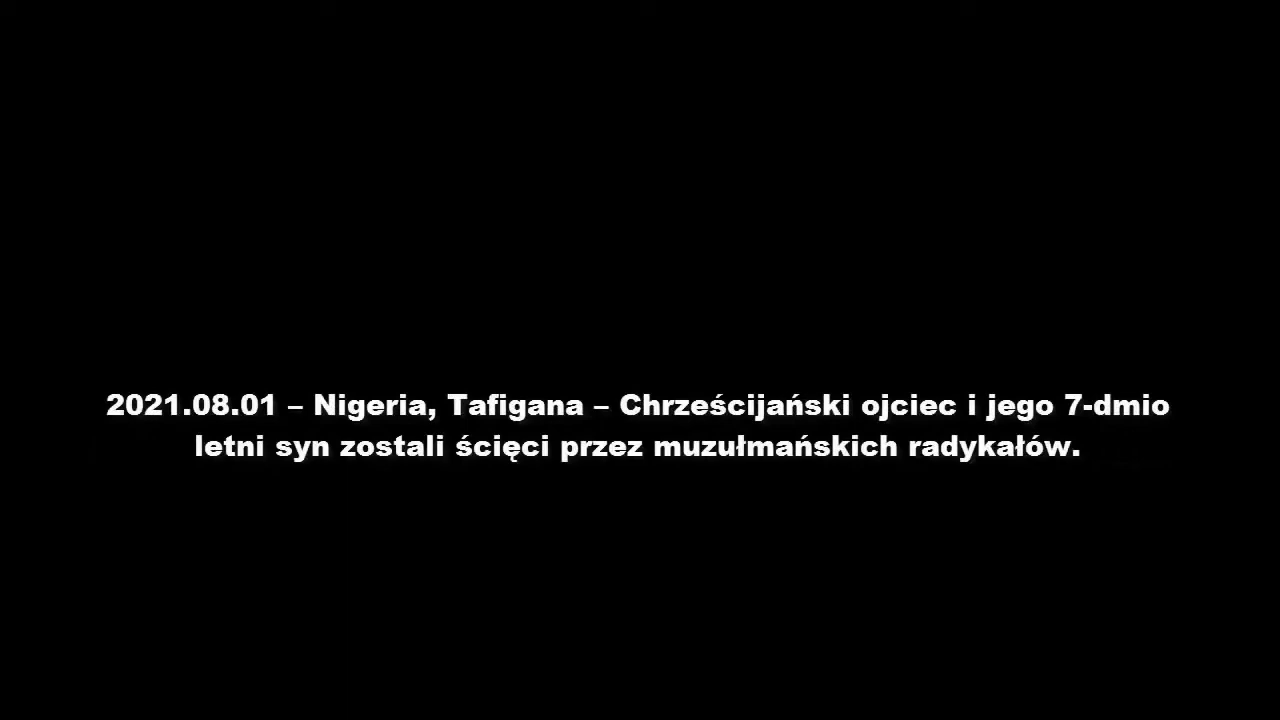 2021.08.01 – Nigeria, Tafigana – Chrześcijański ojciec i jego 7-dmio
letni syn zostali ścięci przez muzułmańskich radykałów.